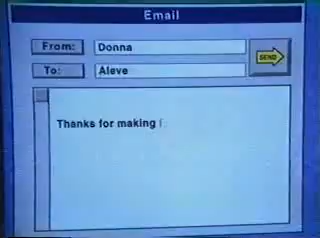 Email
From:
Donna
SEND
To:
Aleve
Thanks for making